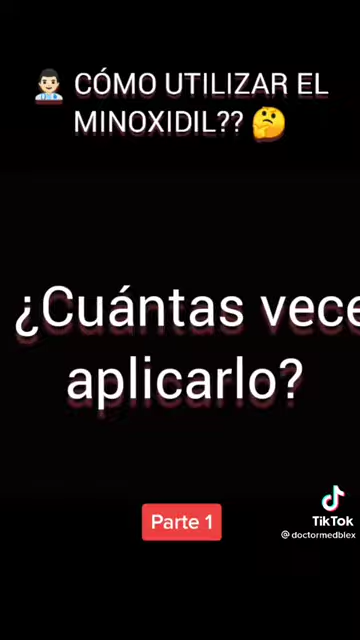 👨🏻‍⚕️ CÓMO UTILIZAR EL
MINOXIDIL?? 🤔
¿Cuántas vece
aplicarlo?
Parte 1
TikTok
@doctormedblex